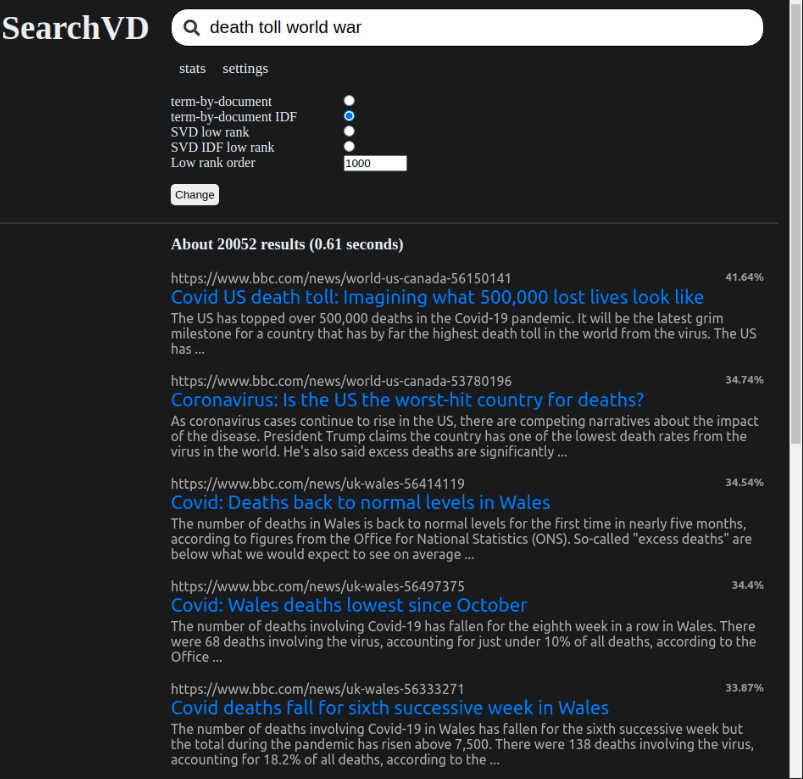 SearchVD
death toll world war
stats settings
term-by-document
term-by-document IDF
SVD low rank
SVD IDF low rank
Low rank order 1000
Change
About 20052 results (0.61 seconds)
https://www.bbc.com/news/world-us-canada-56150141 41.64%
Covid US death toll: Imagining what 500,000 lost lives look like
The US has topped over 500,000 deaths in the Covid-19 pandemic. It will be the latest grim
milestone for a country that has by far the highest death toll in the world from the virus. The US
has ...
https://www.bbc.com/news/world-us-canada-53780196 34.74%
Coronavirus: Is the US the worst-hit country for deaths?
As coronavirus cases continue to rise in the US, there are competing narratives about the impact
of the disease. President Trump claims the country has one of the lowest death rates from the
virus in the world. He's also said excess deaths are significantly ...
https://www.bbc.com/news/uk-wales-56414119 34.54%
Covid: Deaths back to normal levels in Wales
The number of deaths in Wales is back to normal levels for the first time in nearly five months,
according to figures from the Office for National Statistics (ONS). So-called "excess deaths" are
below what we would expect to see on average ...
https://www.bbc.com/news/uk-wales-56497375 34.4%
Covid: Wales deaths lowest since October
The number of deaths involving Covid-19 has fallen for the eighth week in a row in Wales. There
were 68 deaths involving the virus, accounting for just under 10% of all deaths, according to the
Office ...
https://www.bbc.com/news/uk-wales-56333271 33.87%
Covid deaths fall for sixth successive week in Wales
The number of deaths involving Covid-19 in Wales has fallen for the sixth successive week but
the total during the pandemic has risen above 7,500. There were 138 deaths involving the virus,
accounting for 18.2% of all deaths, according to the ...